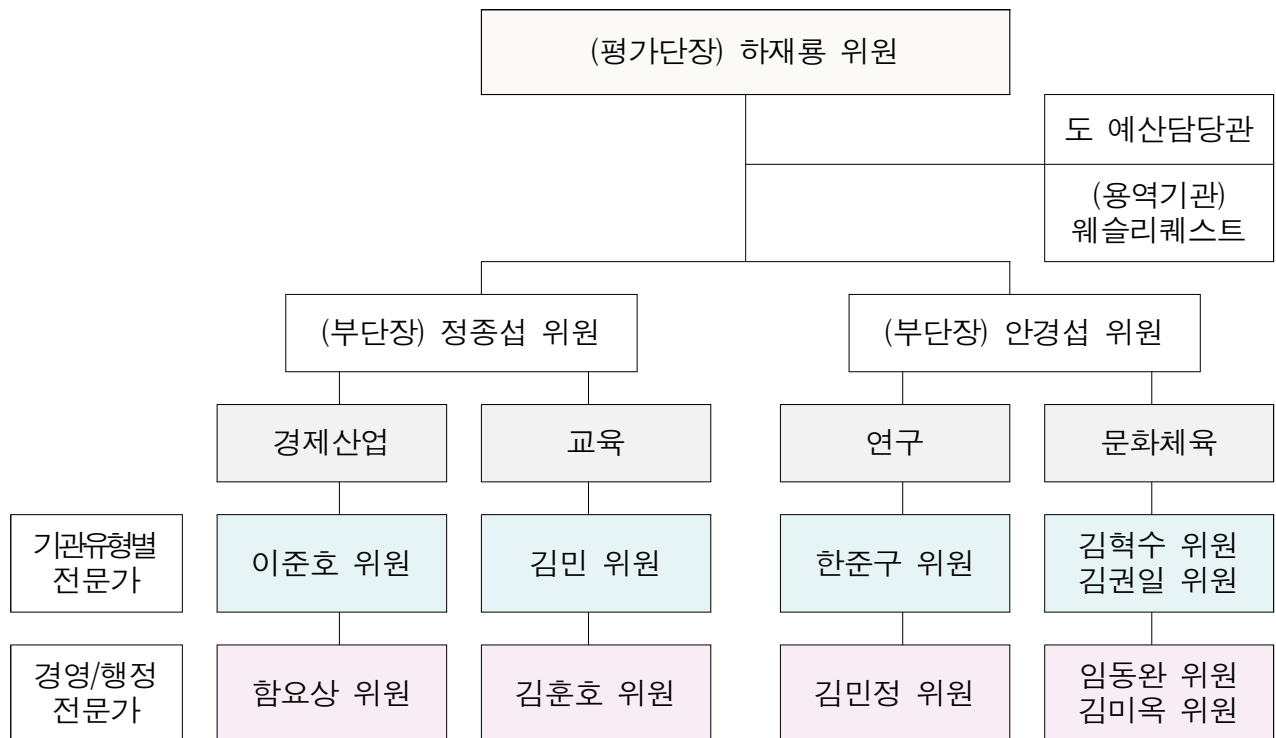 (평가단장) 하재룡 위원
도 예산담당관
(용역기관)
웨슬리퀘스트
(부단장) 정종섭 위원
(부단장) 안경섭 위원
경제산업
교육
연구
문화체육
기관유형별
전문가
이준호 위원
김민 위원
한준구 위원
김혁수 위원
김권일 위원
경영/행정
전문가
함요상 위원
김훈호 위원
김민정 위원
임동완 위원
김미옥 위원